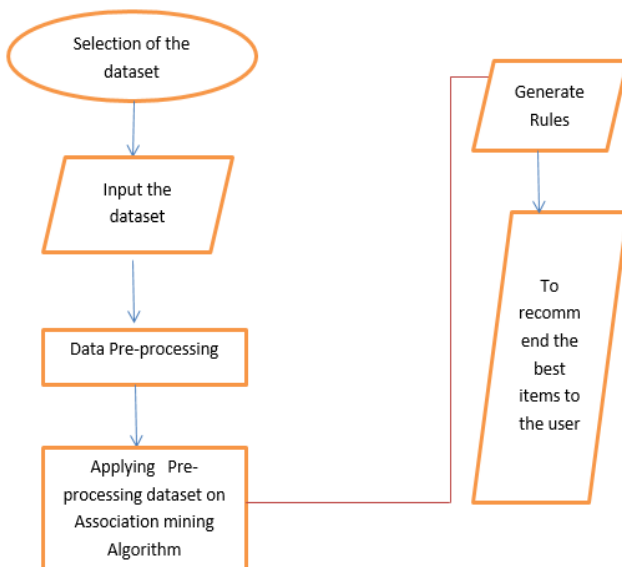 Selection of the
dataset
Input the
dataset
Data Pre-processing
Applying Pre-
processing dataset on
Association mining
Algorithm
Generate
Rules
To
recomm
end the
best
items to
the user